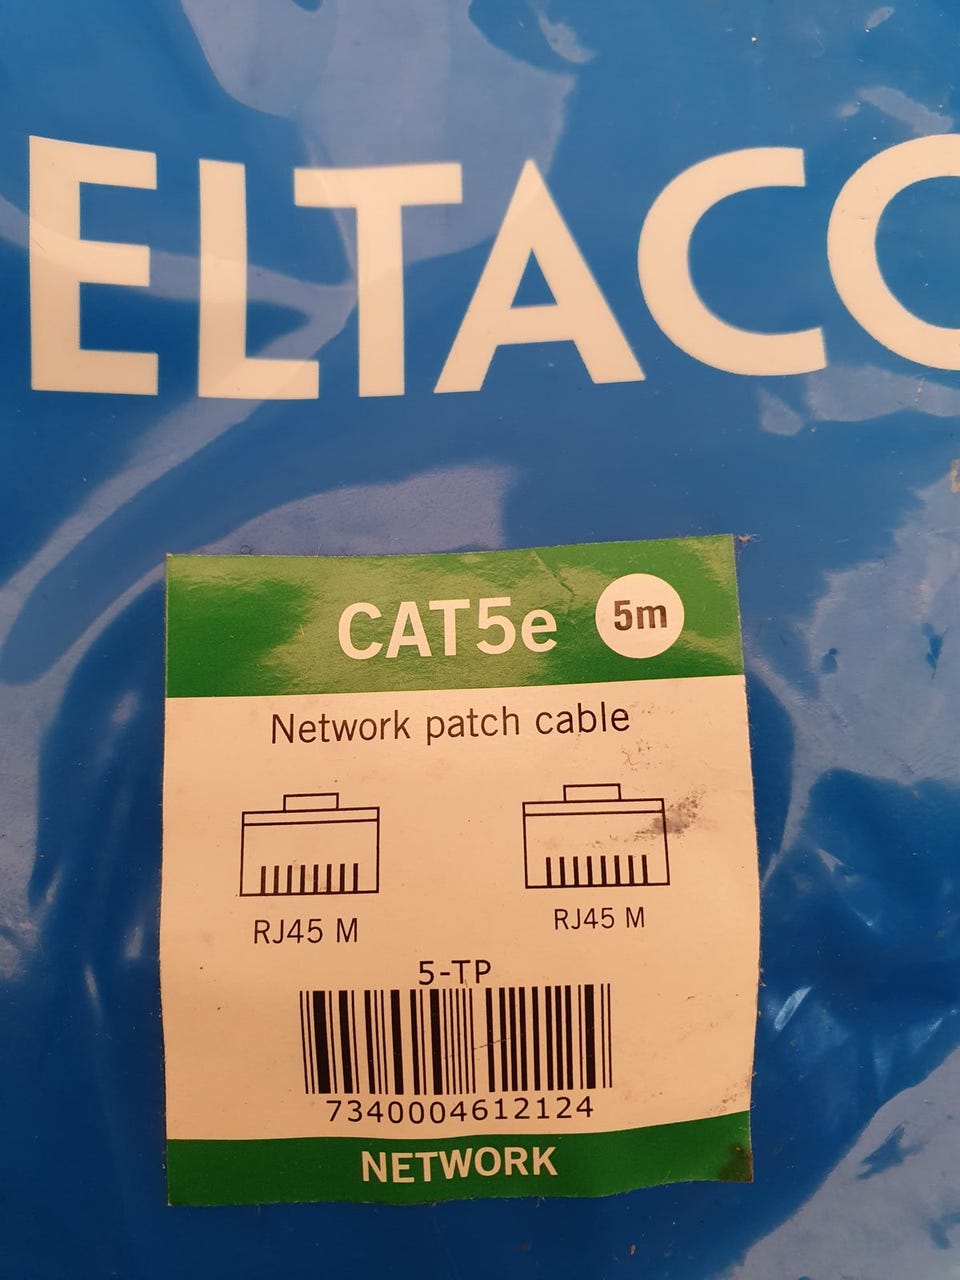 ELTACO
CAT5e 5m
Network patch cable
RJ45 M RJ45 M
5-TP
7340004612124
NETWORK